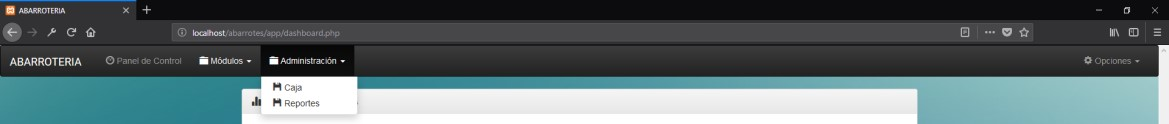 ABARROTERIA
localhost/abarrotes/app/dashboard.php
ABARROTERIA Panel de Control Módulos Administración Opciones
Caja
Reportes